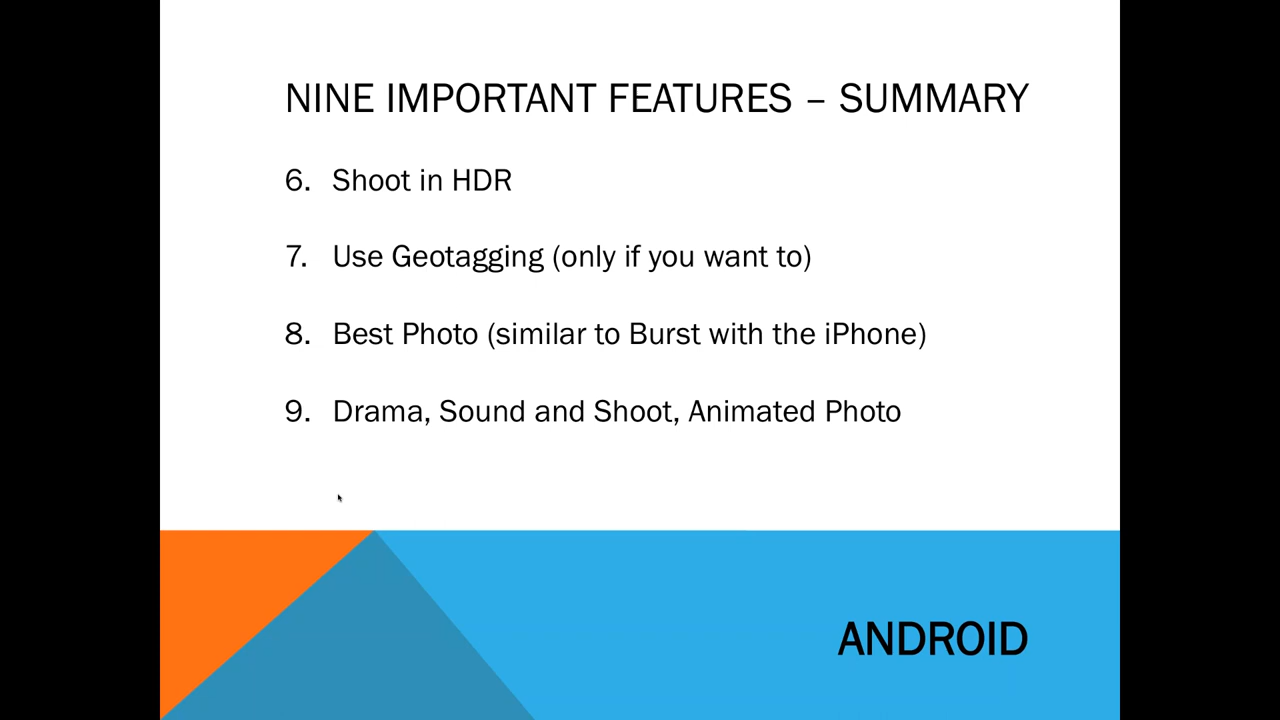 NINE IMPORTANT FEATURES – SUMMARY
6. Shoot in HDR
7. Use Geotagging (only if you want to)
8. Best Photo (similar to Burst with the iPhone)
9. Drama, Sound and Shoot, Animated Photo
ANDROID